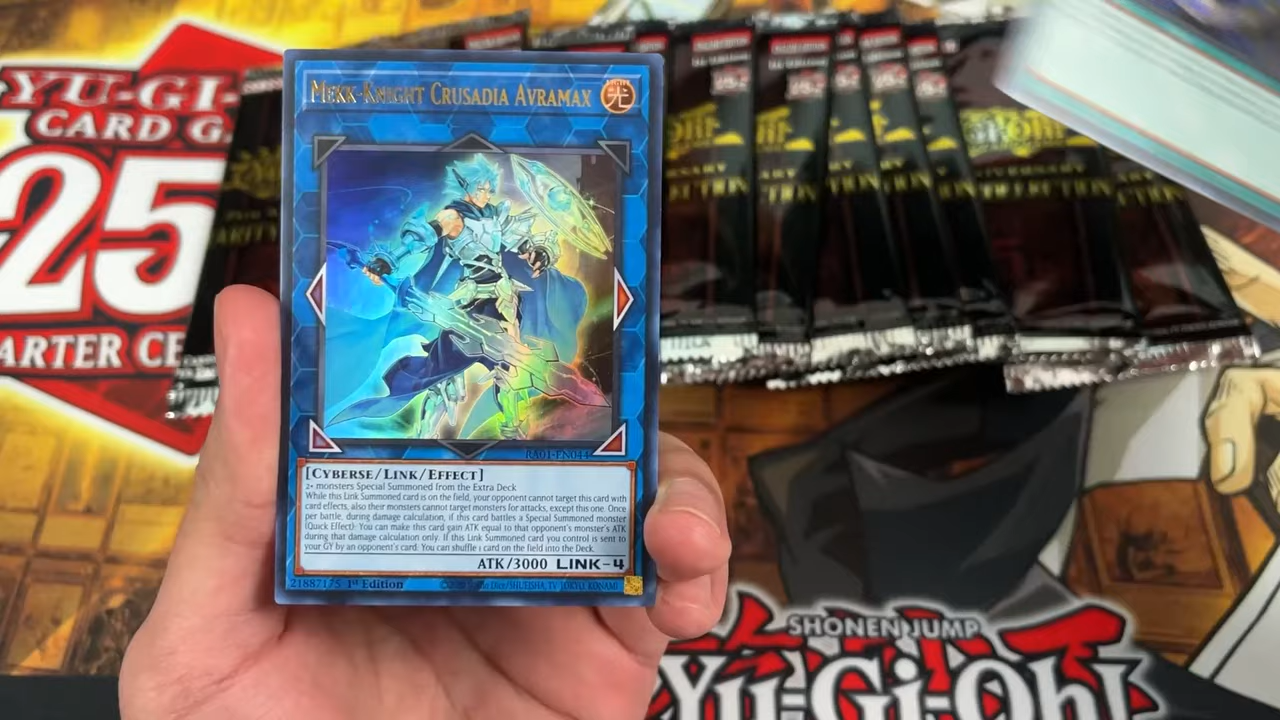 YU-GI-
CARD G
25
ARTER CE
MEKK-KNIGHT CRUSADIA AVRAMAX
光
RA01-EN044
[CYBERSE/LINK/EFFECT]
2+ monsters Special Summoned from the Extra Deck
While this Link Summoned card is on the field, your opponent cannot target this card with
card effects, also their monsters cannot target monsters for attacks, except this one. Once
per battle, during damage calculation, if this card battles a Special Summoned monster
(Quick Effect): You can make this card gain ATK equal to that opponent's monster's ATK
during that damage calculation only. If this Link Summoned card you control is sent to
your GY by an opponent's card: You can shuffle 1 card on the field into the Deck.
ATK/3000 LINK-4
21887175 1st Edition
SHONEN JUMP
YU-GI-OH!